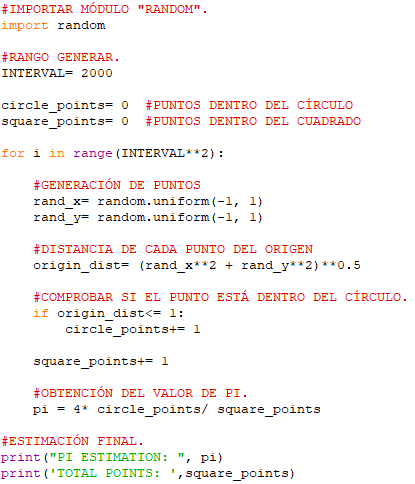 #IMPORTAR MÓDULO "RANDOM".
import random
#RANGO GENERAR.
INTERVAL= 2000
circle_points= 0  #PUNTOS DENTRO DEL CÍRCULO
square_points= 0  #PUNTOS DENTRO DEL CUADRADO
for i in range(INTERVAL**2):
    #GENERACIÓN DE PUNTOS
    rand_x= random.uniform(-1, 1)
    rand_y= random.uniform(-1, 1)
    #DISTANCIA DE CADA PUNTO DEL ORIGEN
    origin_dist= (rand_x**2 + rand_y**2)**0.5
    #COMPROBAR SI EL PUNTO ESTÁ DENTRO DEL CÍRCULO.
    if origin_dist<= 1:
        circle_points+= 1
    square_points+= 1
    #OBTENCIÓN DEL VALOR DE PI.
    pi = 4* circle_points/ square_points
#ESTIMACIÓN FINAL.
print("PI ESTIMATION: ", pi)
print('TOTAL POINTS: ',square_points)